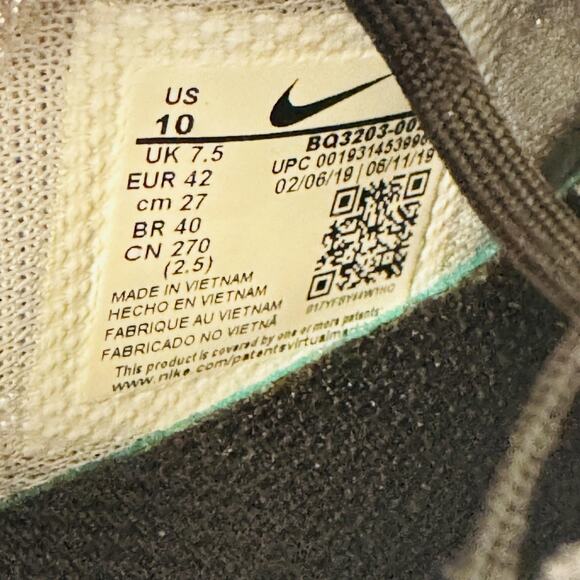 US
10
UK 7.5
EUR 42
cm 27
BR 40
CN 270
(2.5)
BQ3203-00
UPC 00193145399
02/06/19 | 06/11/19
MADE IN VIETNAM
HECHO EN VIETNAM
FABRIQUE AU VIETNAM
FABRICADO NO VIETNÃ
This product is covered by one or more patents
www.nike.com/patentsvirtualmar